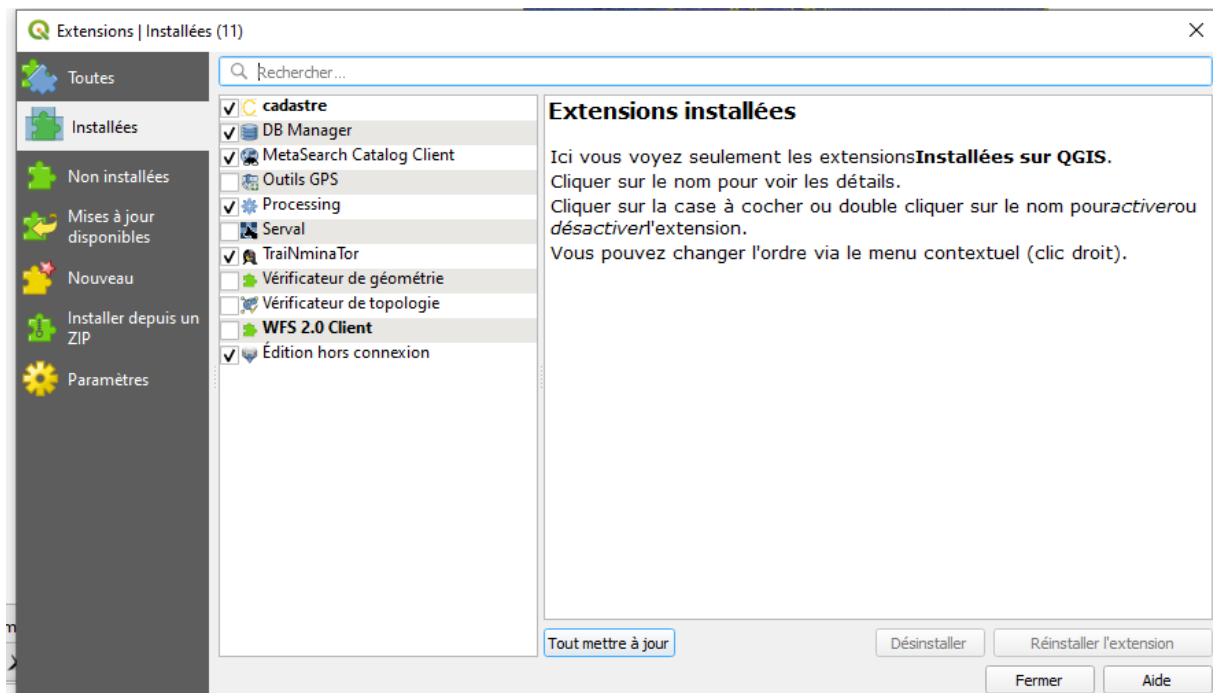 Extensions | Installées (11)
Toutes
Installées
Non installées
Mises à jour
disponibles
Nouveau
Installer depuis un
ZIP
Paramètres
Rechercher...
cadastre
DB Manager
MetaSearch Catalog Client
Outils GPS
Processing
Serval
TraiNminaTor
Vérificateur de géométrie
Vérificateur de topologie
WFS 2.0 Client
Édition hors connexion
Extensions installées
Ici vous voyez seulement les extensionsInstallées sur QGIS.
Cliquer sur le nom pour voir les détails.
Cliquer sur la case à cocher ou double cliquer sur le nom pouractiverou
désactiverl'extension.
Vous pouvez changer l'ordre via le menu contextuel (clic droit).
Tout mettre à jour
Désinstaller
Réinstaller l'extension
Fermer
Aide